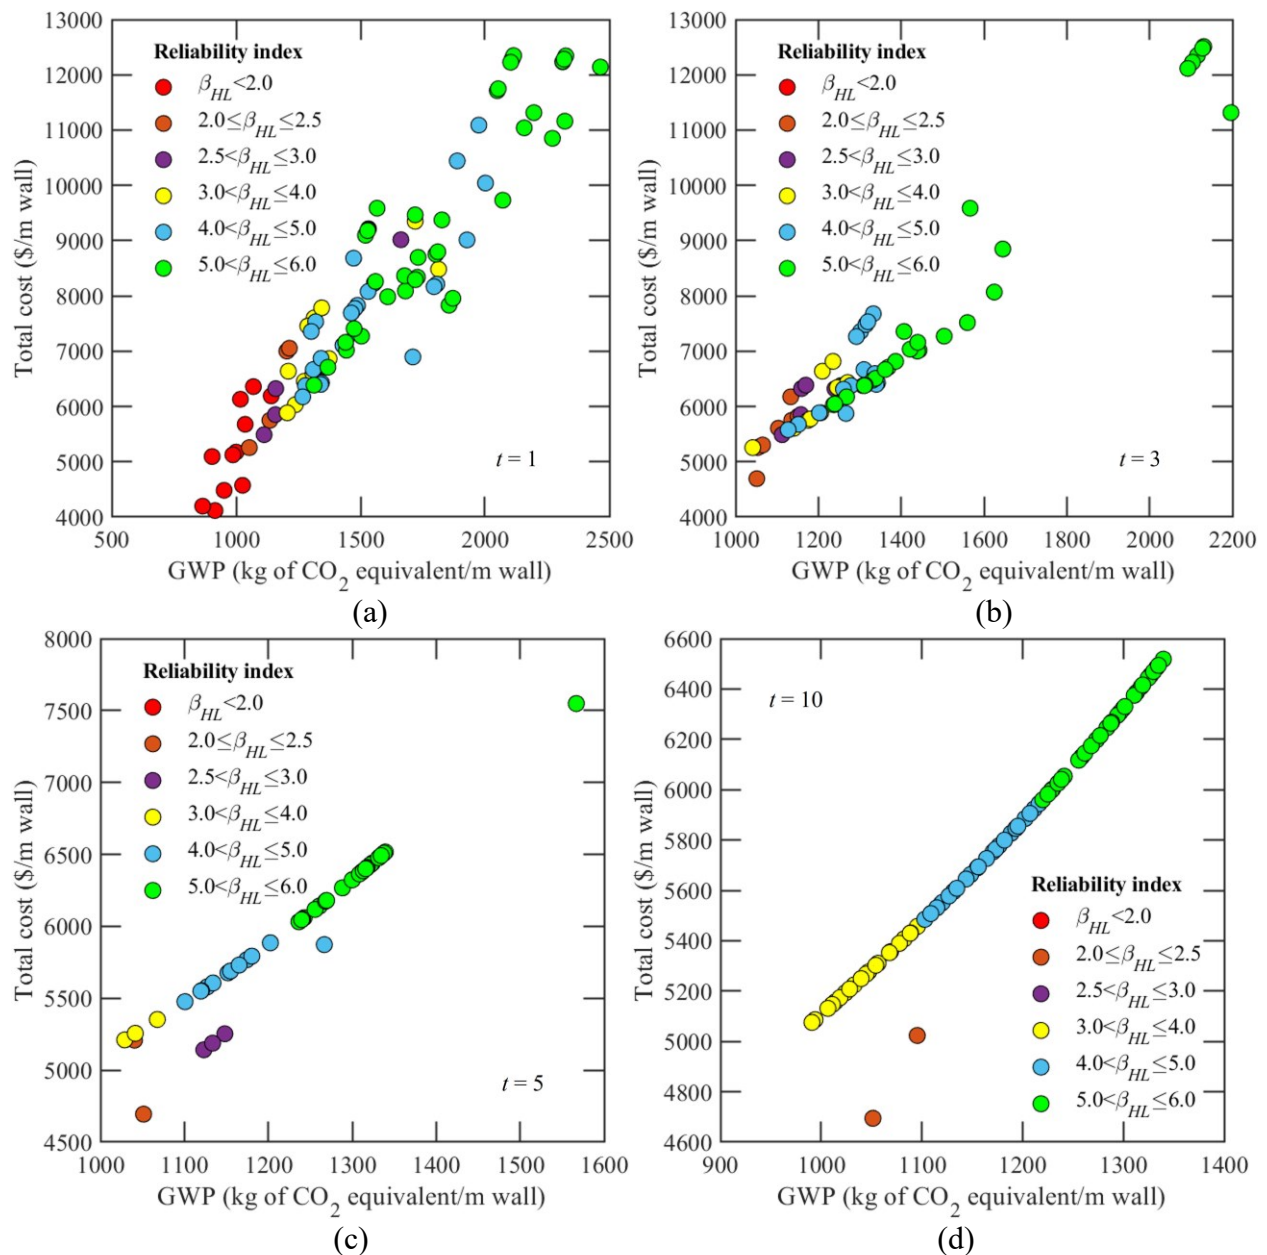 13000
12000
11000
10000
9000
8000
7000
6000
5000
4000
Total cost ($/m wall)
Reliability index
β_HL<2.0
2.0≤β_HL≤2.5
2.5<β_HL≤3.0
3.0<β_HL≤4.0
4.0<β_HL≤5.0
5.0<β_HL≤6.0
t = 1
500 1000 1500 2000 2500
GWP (kg of CO₂ equivalent/m wall)
(a)
13000
12000
11000
10000
9000
8000
7000
6000
5000
4000
Total cost ($/m wall)
Reliability index
β_HL<2.0
2.0≤β_HL≤2.5
2.5<β_HL≤3.0
3.0<β_HL≤4.0
4.0<β_HL≤5.0
5.0<β_HL≤6.0
t = 3
1000 1200 1400 1600 1800 2000 2200
GWP (kg of CO₂ equivalent/m wall)
(b)
8000
7500
7000
6500
6000
5500
5000
4500
Total cost ($/m wall)
Reliability index
β_HL<2.0
2.0≤β_HL≤2.5
2.5<β_HL≤3.0
3.0<β_HL≤4.0
4.0<β_HL≤5.0
5.0<β_HL≤6.0
t = 5
1000 1100 1200 1300 1400 1500 1600
GWP (kg of CO₂ equivalent/m wall)
(c)
6600
6400
6200
6000
5800
5600
5400
5200
5000
4800
4600
Total cost ($/m wall)
t = 10
Reliability index
β_HL<2.0
2.0≤β_HL≤2.5
2.5<β_HL≤3.0
3.0<β_HL≤4.0
4.0<β_HL≤5.0
5.0<β_HL≤6.0
900 1000 1100 1200 1300 1400
GWP (kg of CO₂ equivalent/m wall)
(d)